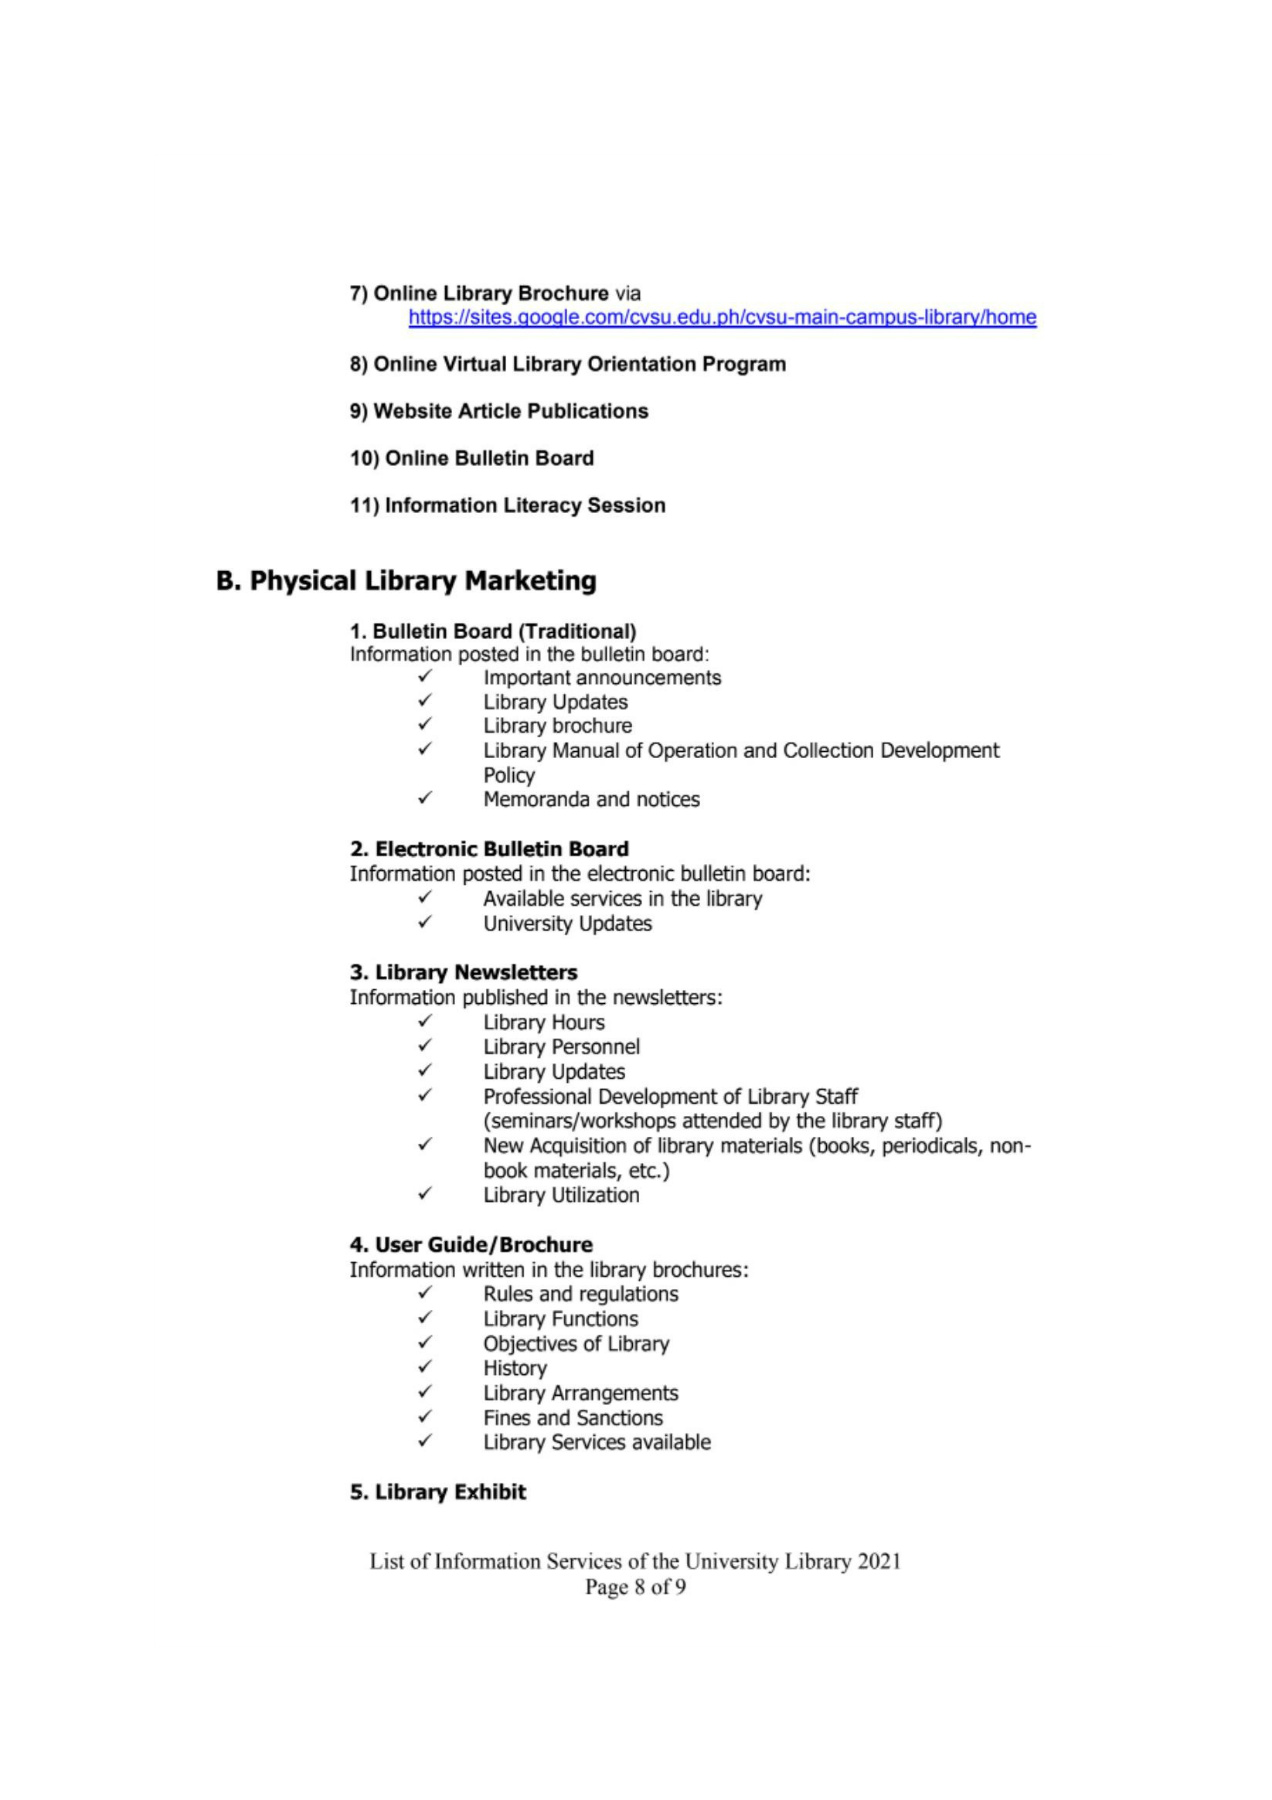 7) Online Library Brochure via
https://sites.google.com/cvsu.edu.ph/cvsu-main-campus-library/home
8) Online Virtual Library Orientation Program
9) Website Article Publications
10) Online Bulletin Board
11) Information Literacy Session
B. Physical Library Marketing
1. Bulletin Board (Traditional)
Information posted in the bulletin board:
✓ Important announcements
✓ Library Updates
✓ Library brochure
✓ Library Manual of Operation and Collection Development
Policy
✓ Memoranda and notices
2. Electronic Bulletin Board
Information posted in the electronic bulletin board:
✓ Available services in the library
✓ University Updates
3. Library Newsletters
Information published in the newsletters:
✓ Library Hours
✓ Library Personnel
✓ Library Updates
✓ Professional Development of Library Staff
(seminars/workshops attended by the library staff)
✓ New Acquisition of library materials (books, periodicals, non-
book materials, etc.)
✓ Library Utilization
4. User Guide/Brochure
Information written in the library brochures:
✓ Rules and regulations
✓ Library Functions
✓ Objectives of Library
✓ History
✓ Library Arrangements
✓ Fines and Sanctions
✓ Library Services available
5. Library Exhibit
List of Information Services of the University Library 2021
Page 8 of 9